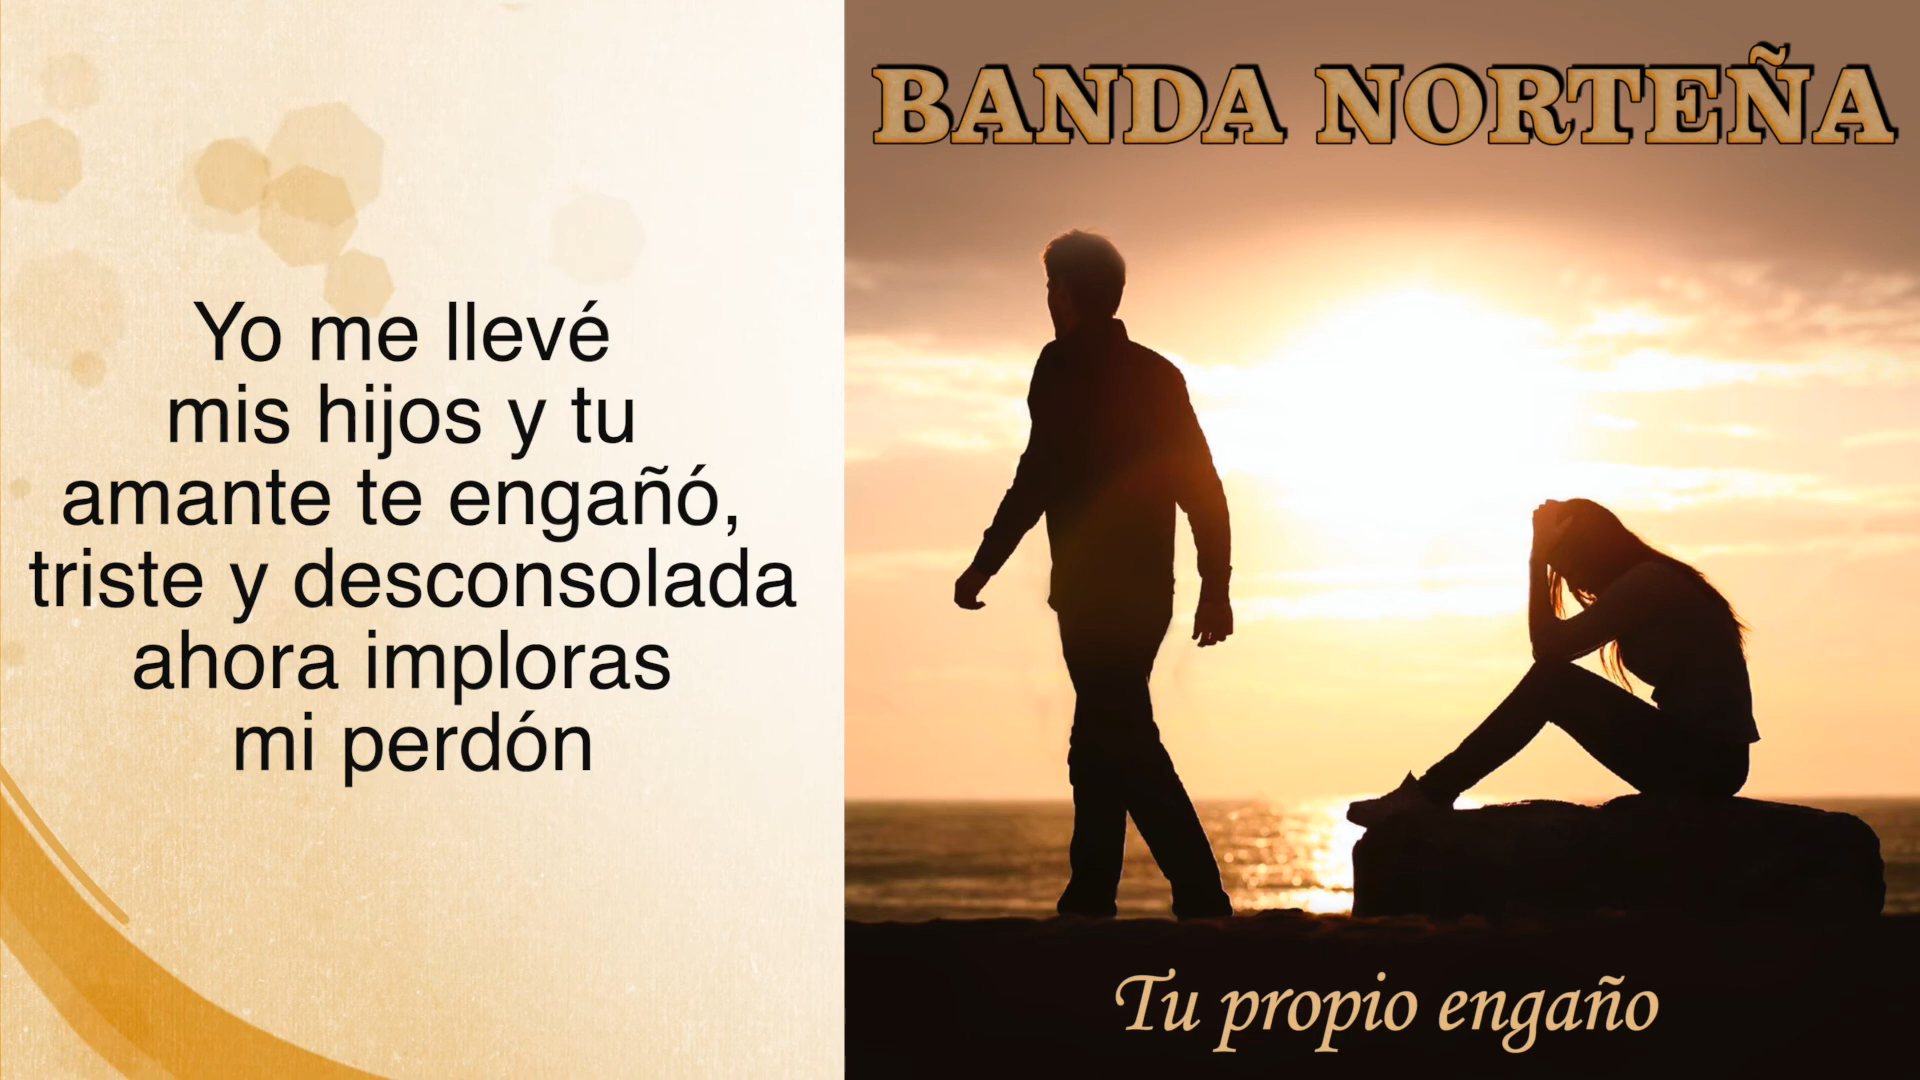 Yo me llevé
mis hijos y tu
amante te engañó,
triste y desconsolada
ahora imploras
mi perdón
BANDA NORTEÑA
Tu propio engaño